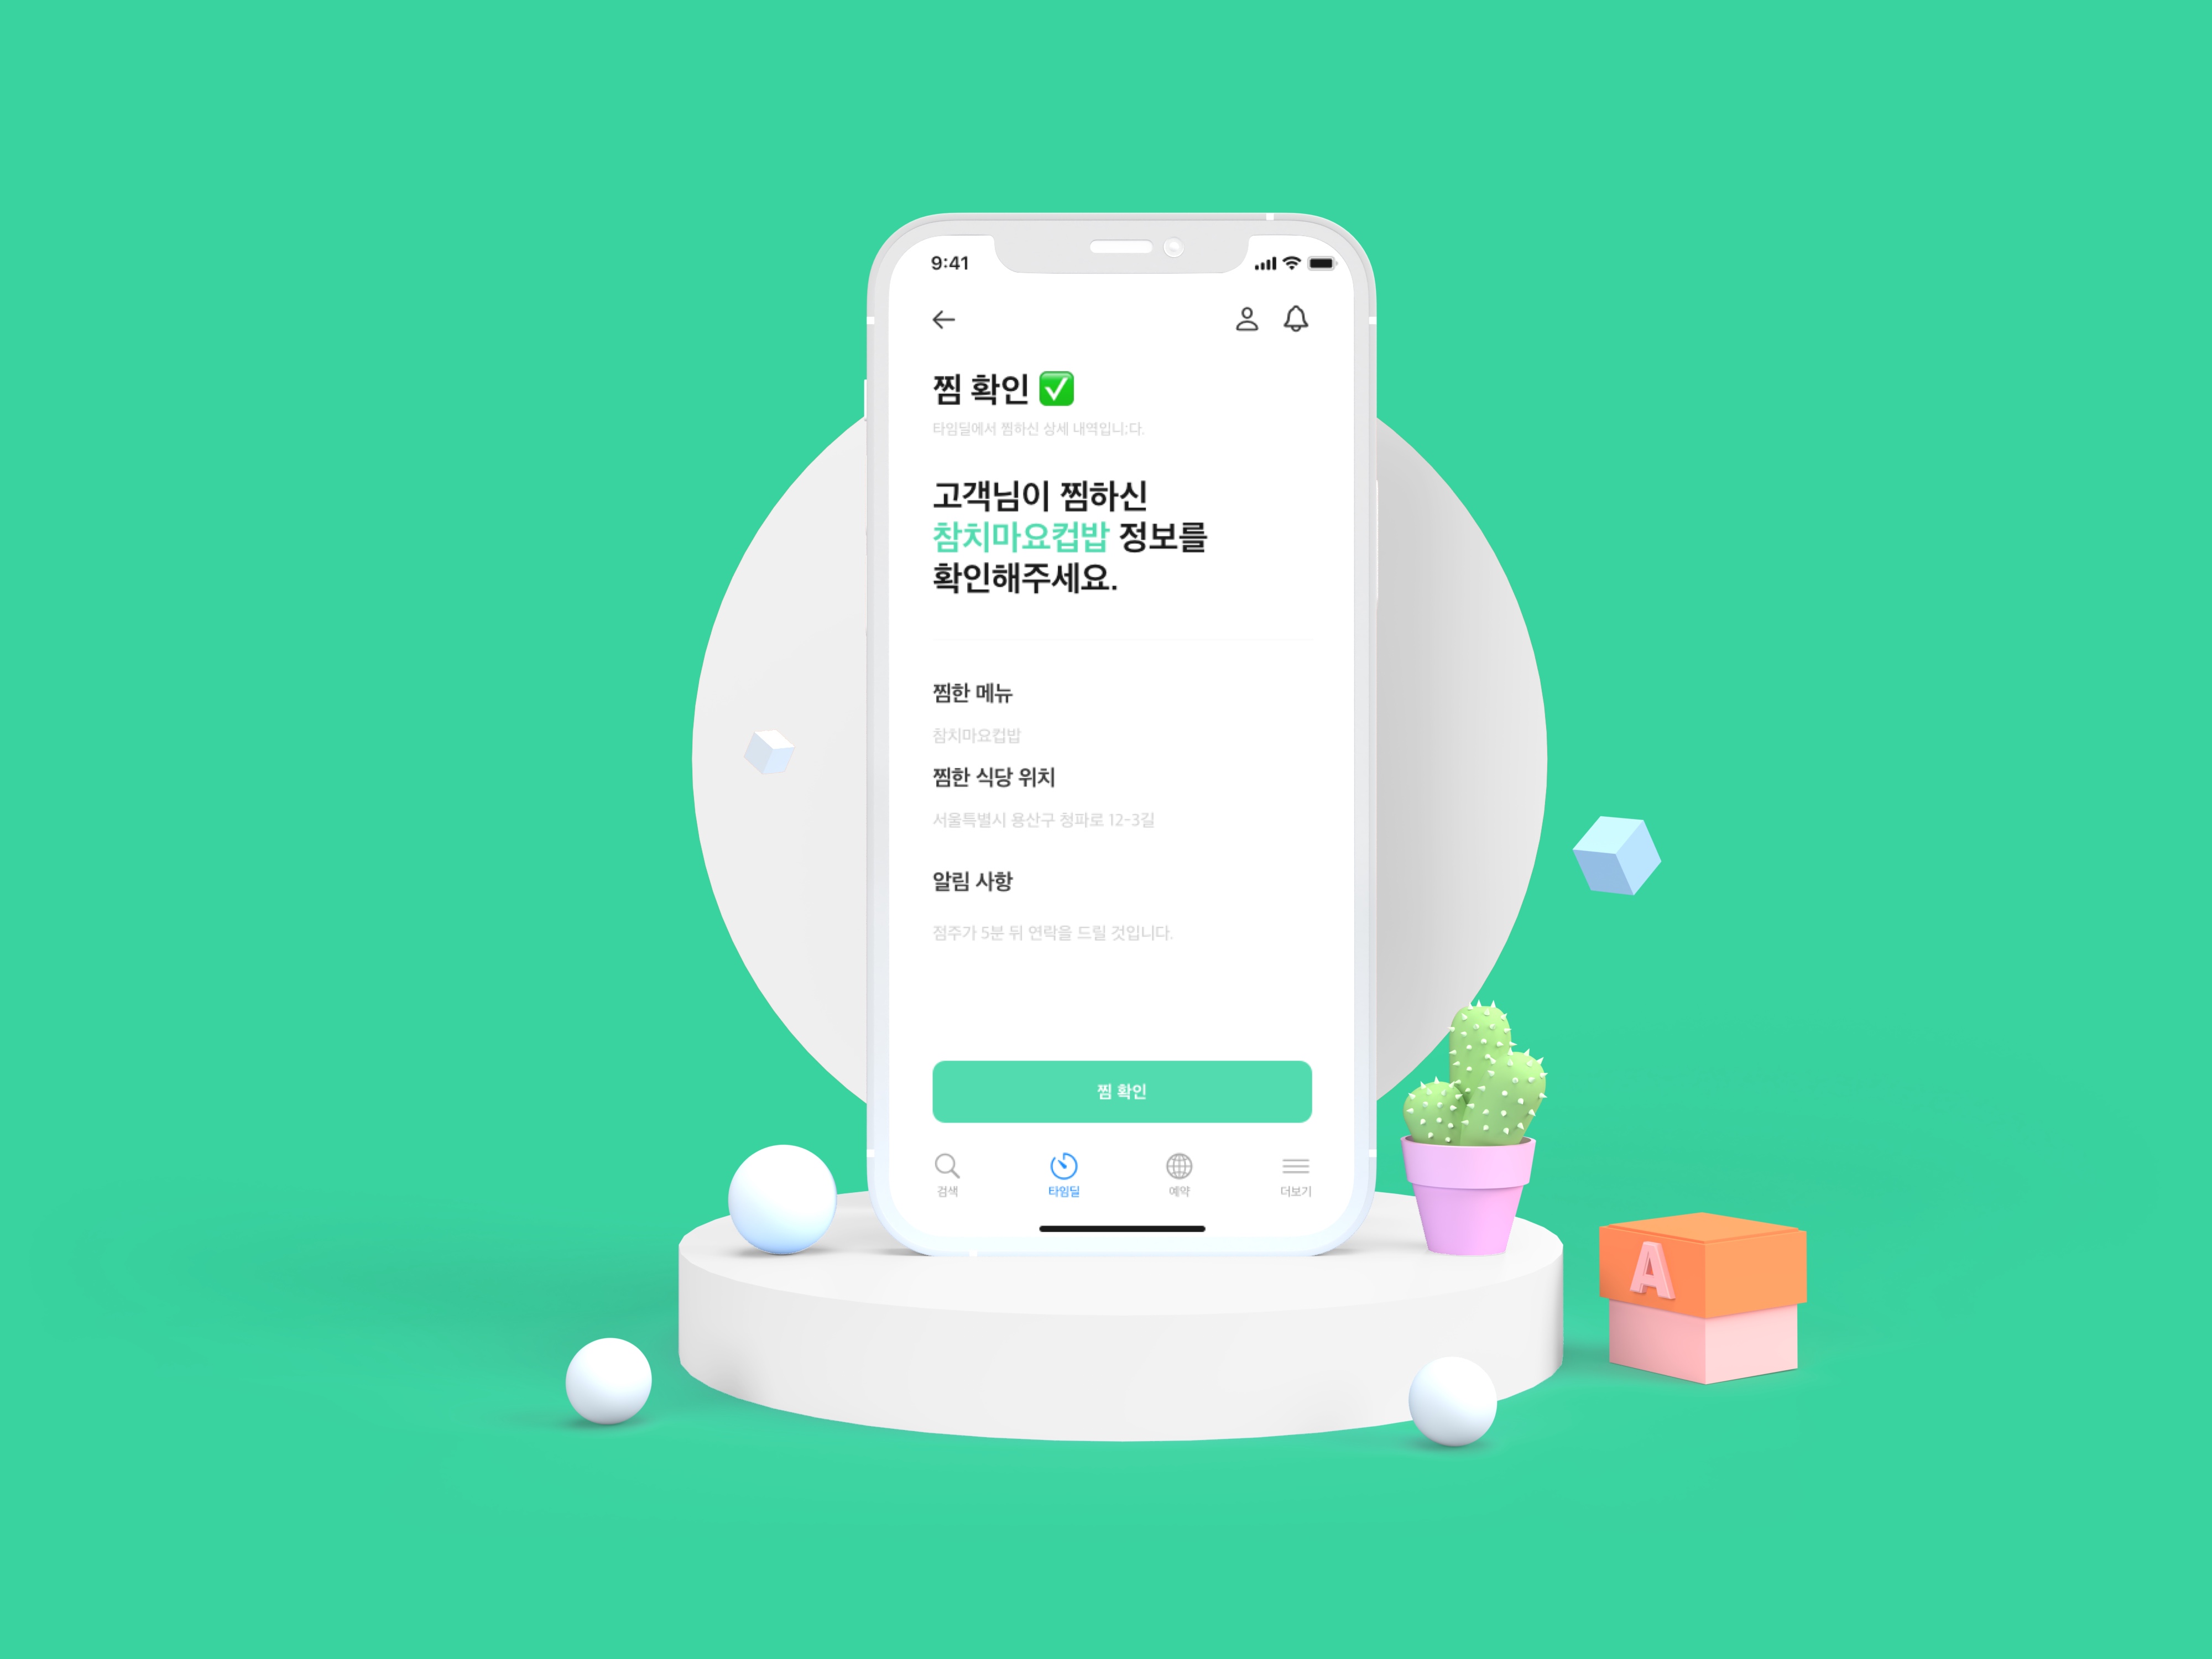 9:41
찜 확인 ✅
타임딜에서 찜하신 상세 내역입니;다.
고객님이 찜하신
참치마요컵밥 정보를
확인해주세요.
찜한 메뉴
참치마요컵밥
찜한 식당 위치
서울특별시 용산구 청파로 12-3길
알림 사항
점주가 5분 뒤 연락을 드릴 것입니다.
찜 확인
검색 타임딜 예약 더보기
A